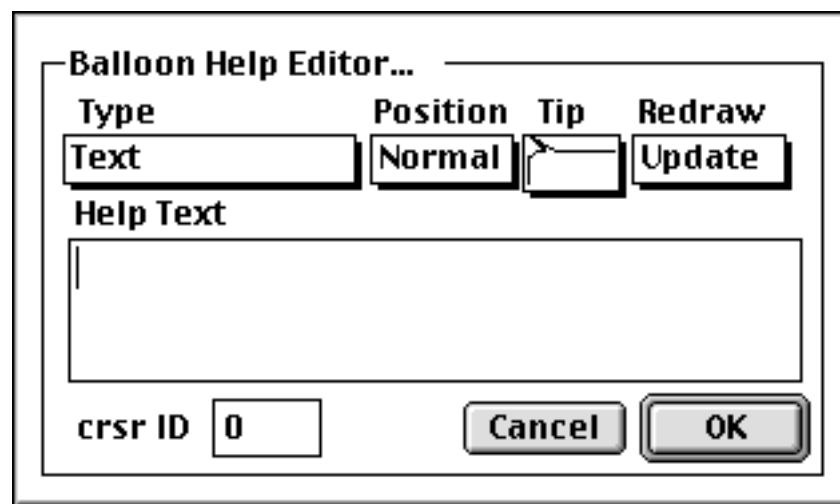 Balloon Help Editor...
Type Position Tip Redraw
Text Normal Update
Help Text
crsr ID 0 Cancel OK